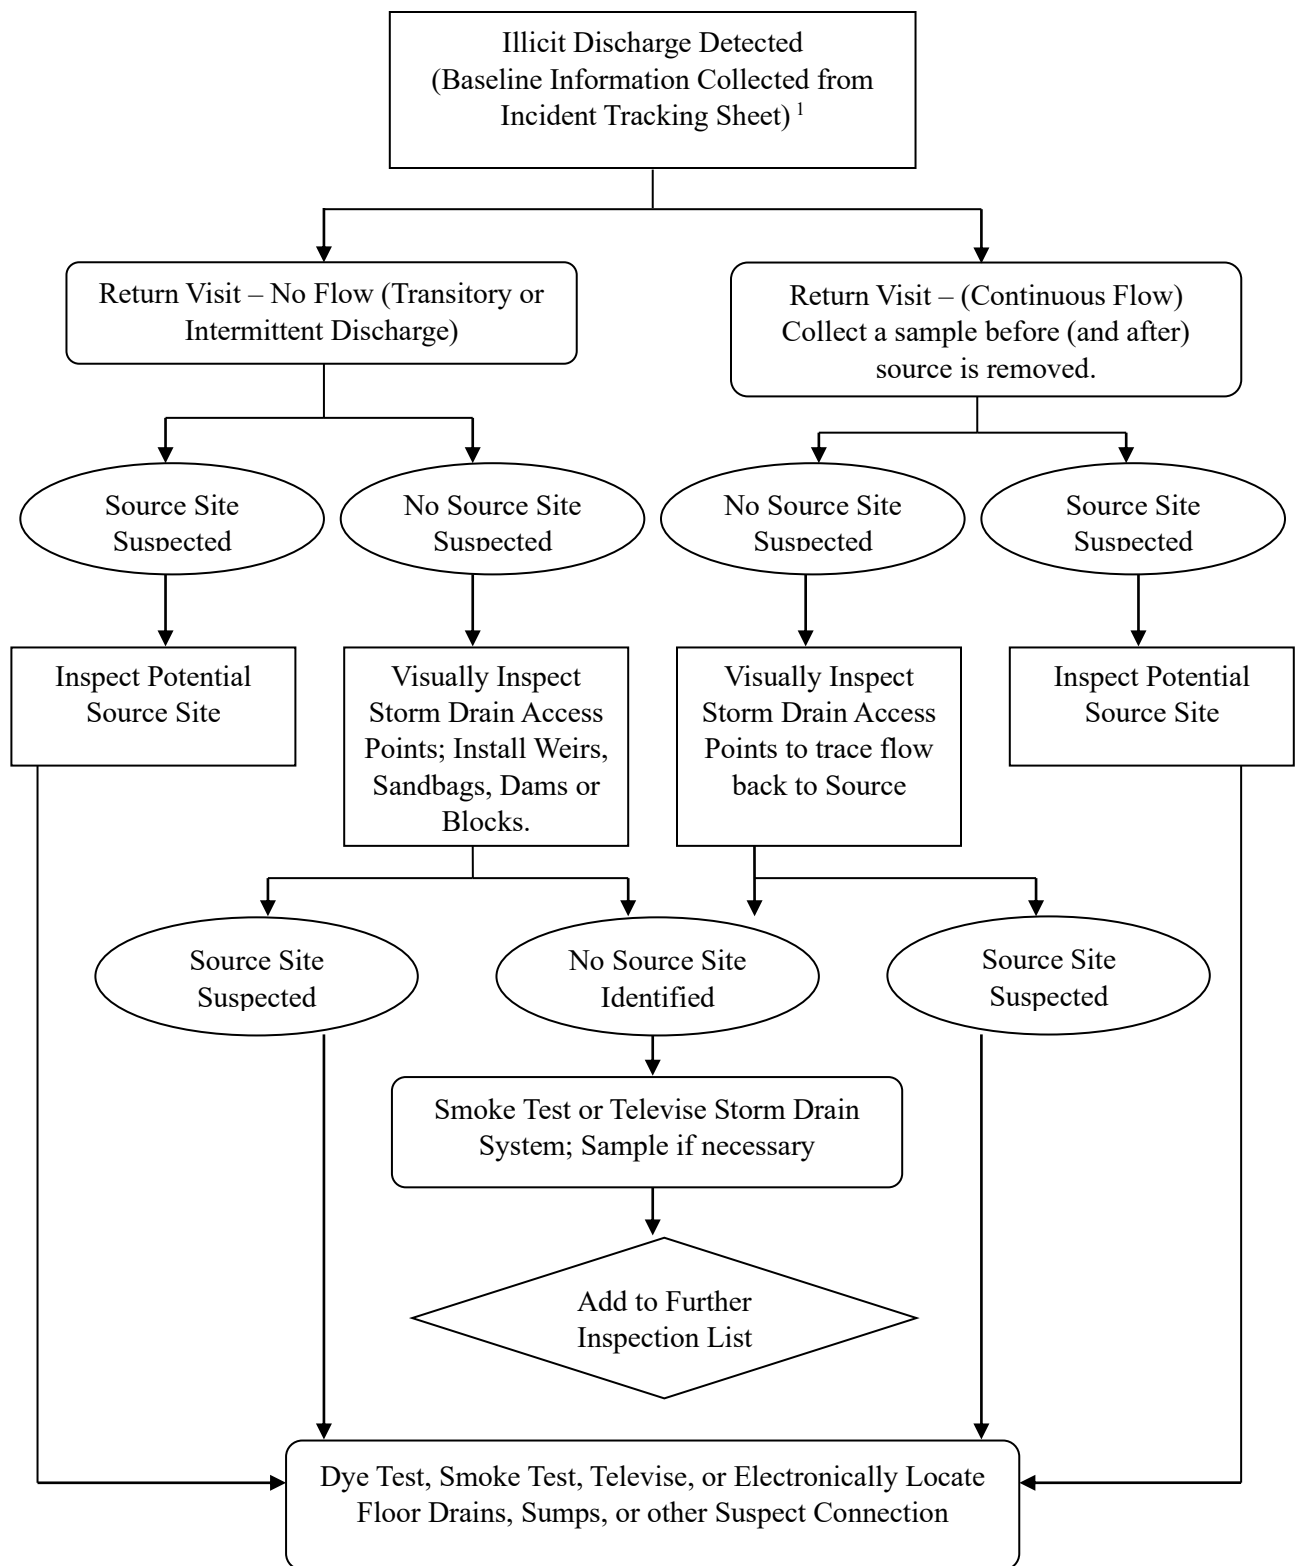 Illicit Discharge Detected
(Baseline Information Collected from
Incident Tracking Sheet) 1
Return Visit – No Flow (Transitory or
Intermittent Discharge)
Return Visit – (Continuous Flow)
Collect a sample before (and after)
source is removed.
Source Site
Suspected
No Source Site
Suspected
No Source Site
Suspected
Source Site
Suspected
Inspect Potential
Source Site
Visually Inspect
Storm Drain Access
Points; Install Weirs,
Sandbags, Dams or
Blocks.
Visually Inspect
Storm Drain Access
Points to trace flow
back to Source
Inspect Potential
Source Site
Source Site
Suspected
No Source Site
Identified
Source Site
Suspected
Smoke Test or Televise Storm Drain
System; Sample if necessary
Add to Further
Inspection List
Dye Test, Smoke Test, Televise, or Electronically Locate
Floor Drains, Sumps, or other Suspect Connection